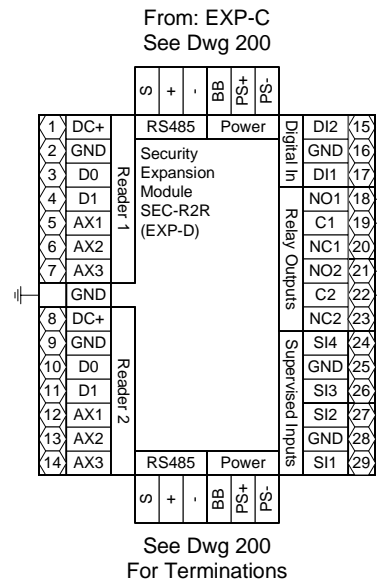 From: EXP-C
See Dwg 200
S + - BB PS+ PS-
RS485 Power
1 DC+
2 GND
3 D0
4 D1
5 AX1
6 AX2
7 AX3
Reader 1
GND
8 DC+
9 GND
10 D0
11 D1
12 AX1
13 AX2
14 AX3
Reader 2
Security
Expansion
Module
SEC-R2R
(EXP-D)
Digital In
DI2 15
GND 16
DI1 17
Relay Outputs
NO1 18
C1 19
NC1 20
NO2 21
C2 22
NC2 23
Supervised Inputs
SI4 24
GND 25
SI3 26
SI2 27
GND 28
SI1 29
RS485 Power
S + - BB PS+ PS-
See Dwg 200
For Terminations